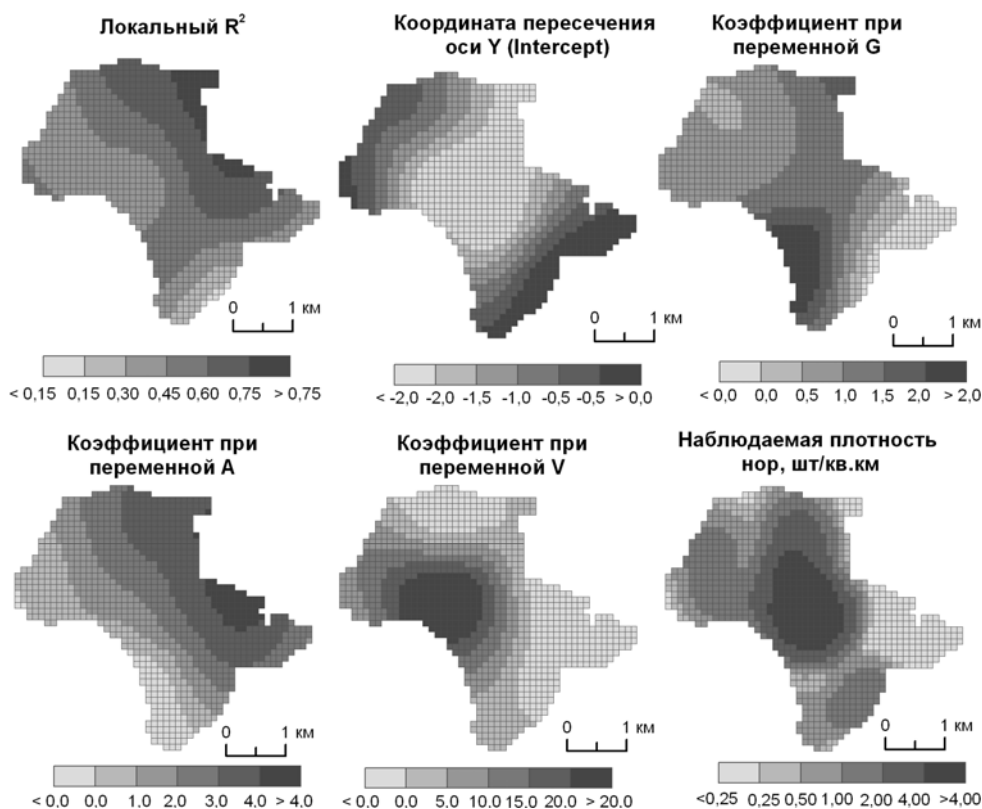 Локальный R²
Координата пересечения
оси Y (Intercept)
Коэффициент при
переменной G
0 1 км
0 1 км
0 1 км
< 0,15 0,15 0,30 0,45 0,60 0,75 > 0,75
< -2,0 -2,0 -1,5 -1.0 -0,5 -0.5 > 0,0
< 0,0 0,0 0,5 1,0 1,5 2,0 > 2,0
Коэффициент при
переменной A
Коэффициент при
переменной V
Наблюдаемая плотность
нор, шт/кв.км
0 1 км
0 1 км
0 1 км
< 0,0 0,0 1,0 2,0 3,0 4,0 > 4,0
<0,0 0,0 5,0 10,0 15,0 20,0 >20,0
<0,25 0,25 0,50 1,00 2,00 4,00 >4,00